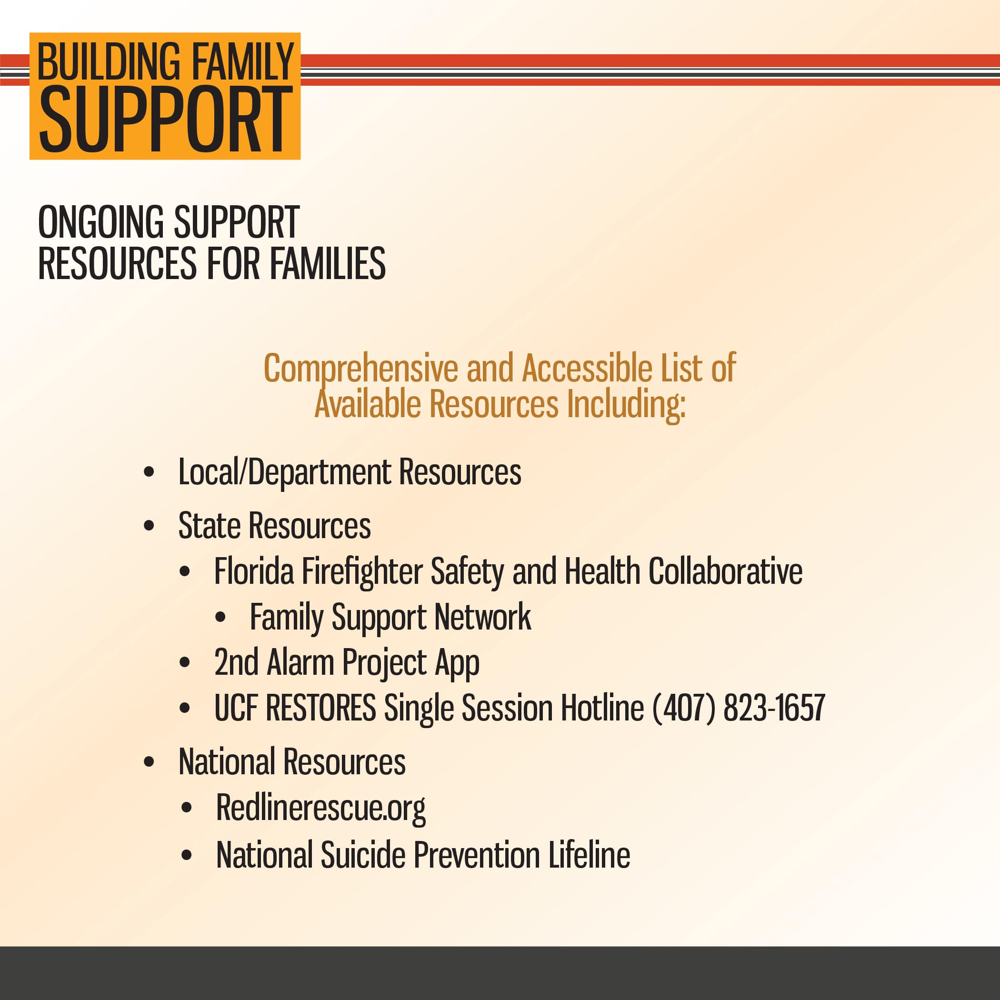 BUILDING FAMILY
SUPPORT
ONGOING SUPPORT
RESOURCES FOR FAMILIES
Comprehensive and Accessible List of
Available Resources Including:
• Local/Department Resources
• State Resources
• Florida Firefighter Safety and Health Collaborative
• Family Support Network
• 2nd Alarm Project App
• UCF RESTORES Single Session Hotline (407) 823-1657
• National Resources
• Redlinerescue.org
• National Suicide Prevention Lifeline